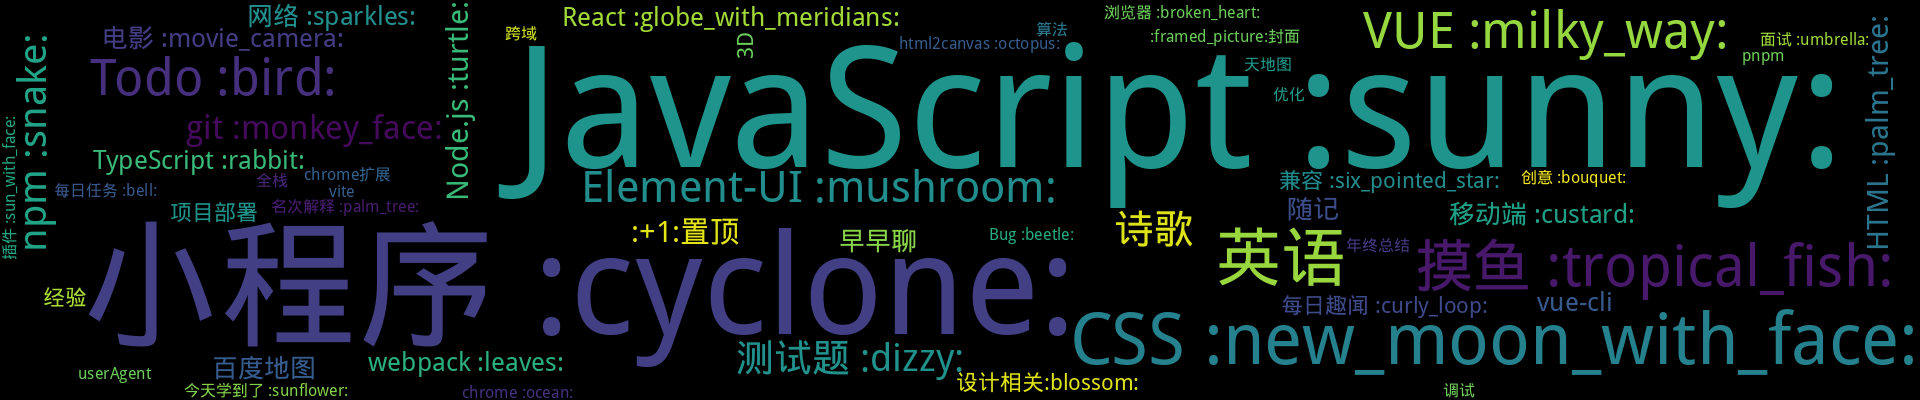 网络 :sparkles:
React :globe_with_meridians:
浏览器 :broken_heart:
VUE :milky_way:
跨域
算法
3D
html2canvas :octopus:
:framed_picture:封面
面试 :umbrella:
pnpm
电影 :movie_camera:
Todo :bird:
JavaScript :sunny:
天地图
优化
npm :snake:
Node.js :turtle:
HTML :palm_tree:
git :monkey_face:
插件 :sun_with_face:
TypeScript :rabbit:
chrome扩展
全栈
每日任务 :bell:
vite
Element-UI :mushroom:
兼容 :six_pointed_star:
创意 :bouquet:
项目部署
名次解释 :palm_tree:
随记
移动端 :custard:
:+1:置顶
早早聊
Bug :beetle:
诗歌
英语
年终总结
摸鱼 :tropical_fish:
小程序 :cyclone:
经验
每日趣闻 :curly_loop:
vue-cli
CSS :new_moon_with_face:
百度地图
webpack :leaves:
测试题 :dizzy:
userAgent
今天学到了 :sunflower:
chrome :ocean:
设计相关:blossom:
调试